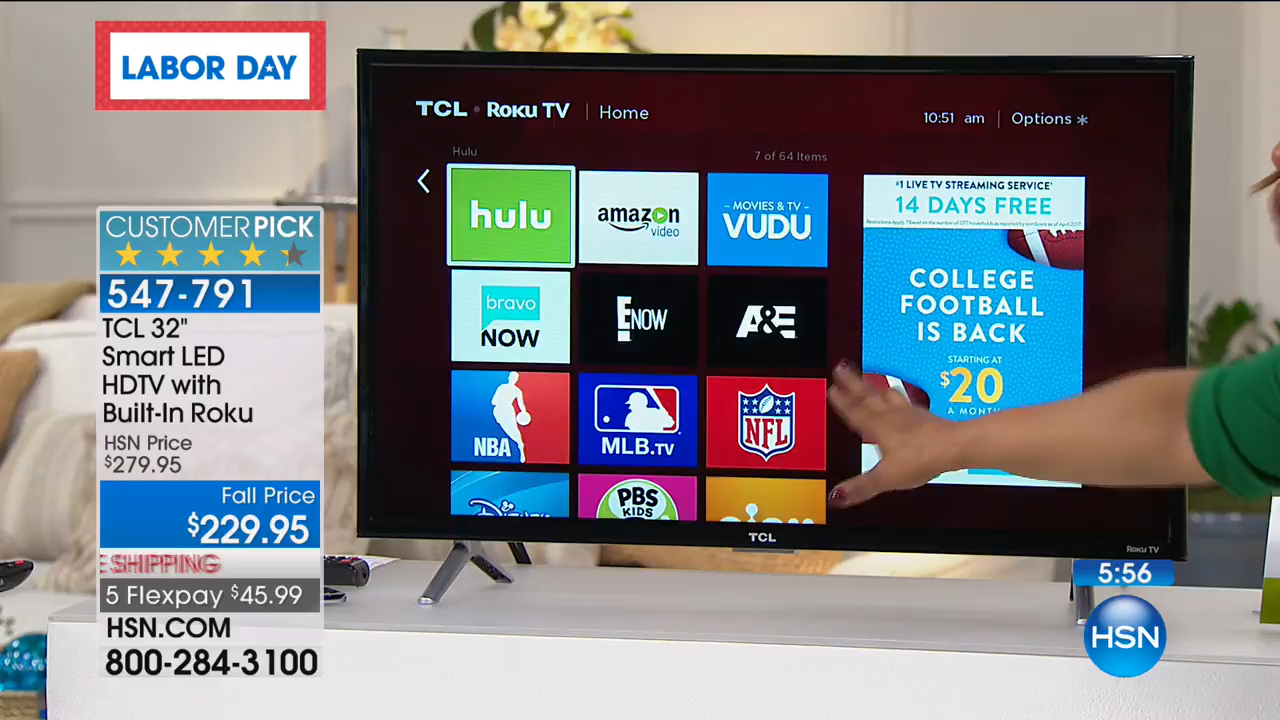 LABOR DAY
CUSTOMER PICK
547-791
TCL 32"
Smart LED
HDTV with
Built-In Roku
HSN Price
$279.95
Fall Price
$229.95
E SHIPPING
5 Flexpay $45.99
HSN.COM
800-284-3100
TCL • Roku TV | Home
10:51 am | Options *
Hulu
7 of 64 Items
hulu
amazon
video
MOVIES & TV
VUDU
bravo
NOW
E! NOW
A&E
NBA
MLB.TV
NFL
PBS
KIDS
#1 LIVE TV STREAMING SERVICE*
14 DAYS FREE
COLLEGE
FOOTBALL
IS BACK
STARTING AT
$20
A MONTH
TCL
Roku TV
5:56
HSN